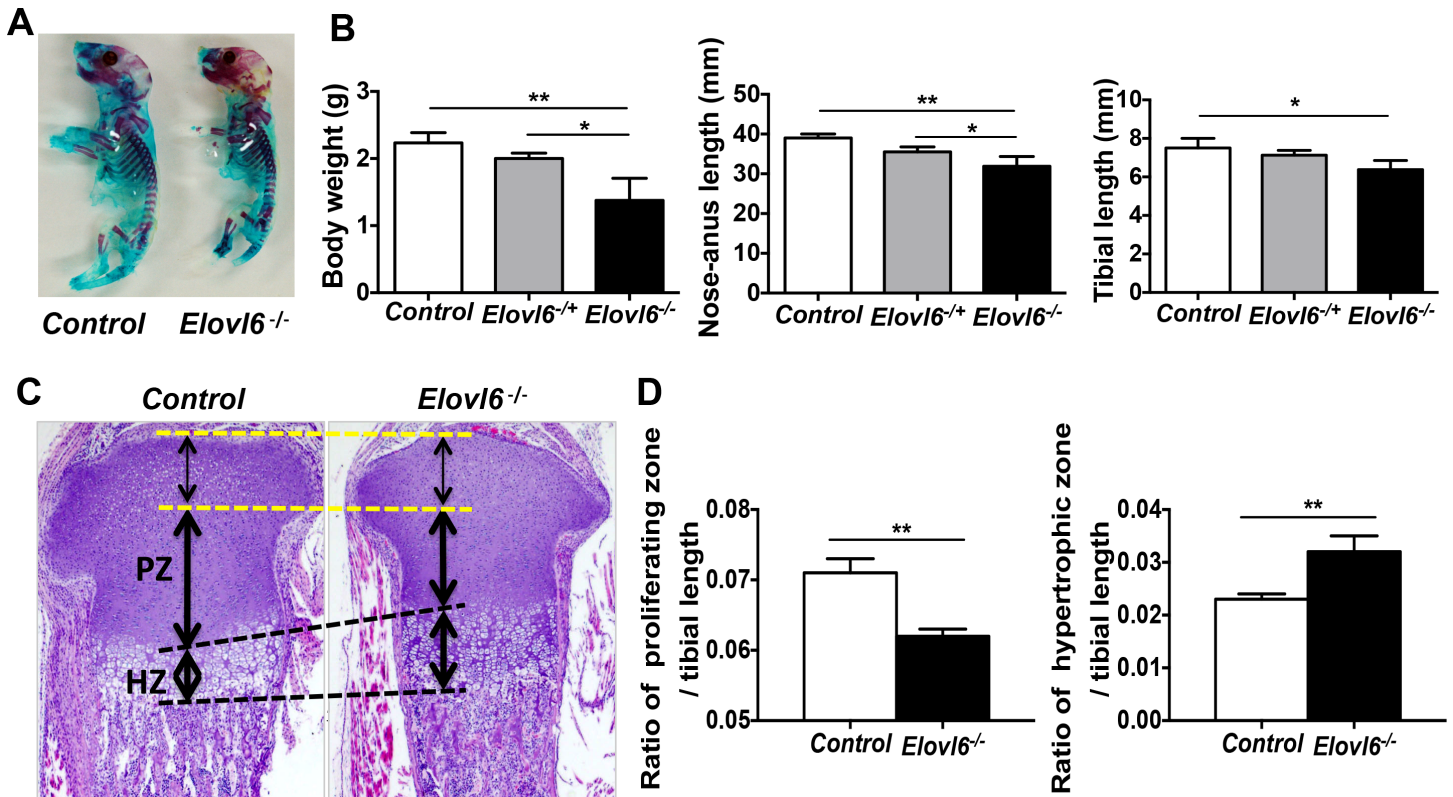 A
Control Elovl6 -/-
B
Body weight (g)
3
2
1
0
**
*
Control Elovl6-/+ Elovl6-/-
Nose-anus length (mm)
50
40
30
20
10
0
**
*
Control Elovl6-/+ Elovl6-/-
Tibial length (mm)
10
8
6
4
2
0
*
Control Elovl6-/+ Elovl6-/-
C
Control Elovl6 -/-
PZ
HZ
D
Ratio of proliferating zone
/ tibial length
0.08
0.07
0.06
0.05
**
Control Elovl6-/-
Ratio of hypertrophic zone
/ tibial length
0.04
0.03
0.02
0.01
0.00
**
Control Elovl6-/-